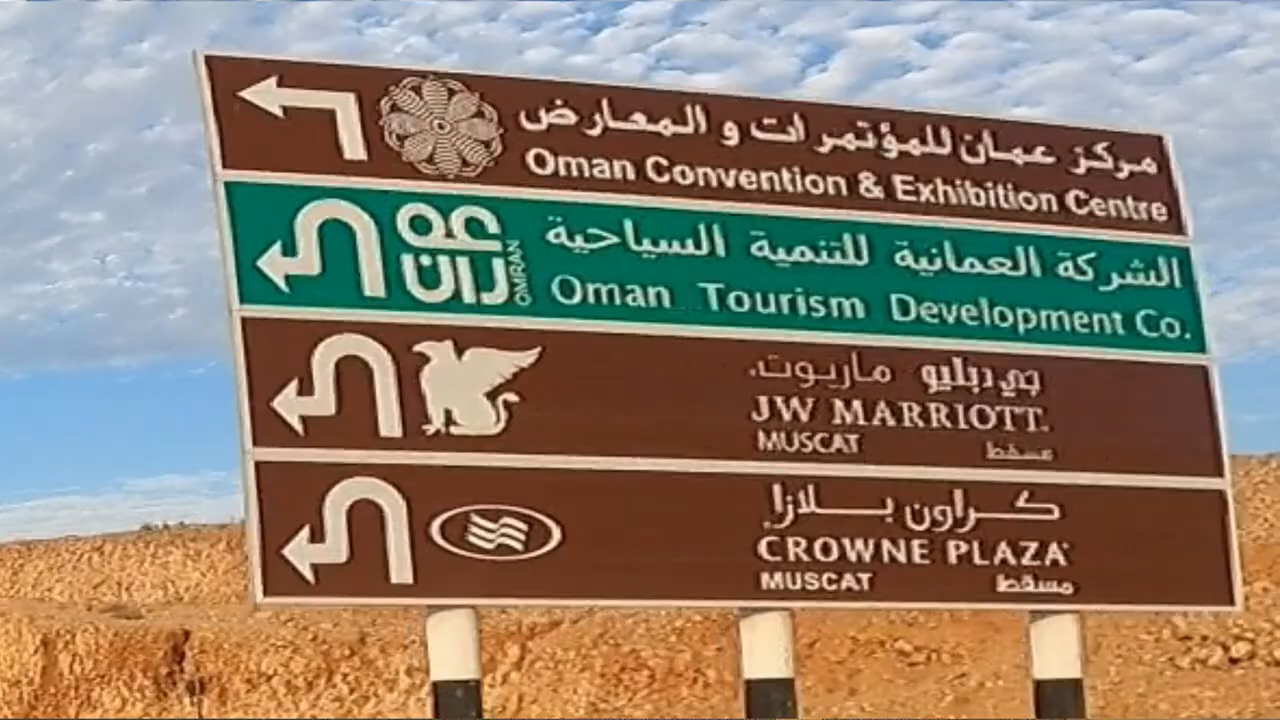 مركز عمان للمؤتمرات و المعارض
Oman Convention & Exhibition Centre
عمران
OMRAN
الشركة العمانية للتنمية السياحية
Oman Tourism Development Co.
جي دبليو ماريوت
JW MARRIOTT
MUSCAT مسقط
كراون بلازا
CROWNE PLAZA
MUSCAT مسقط